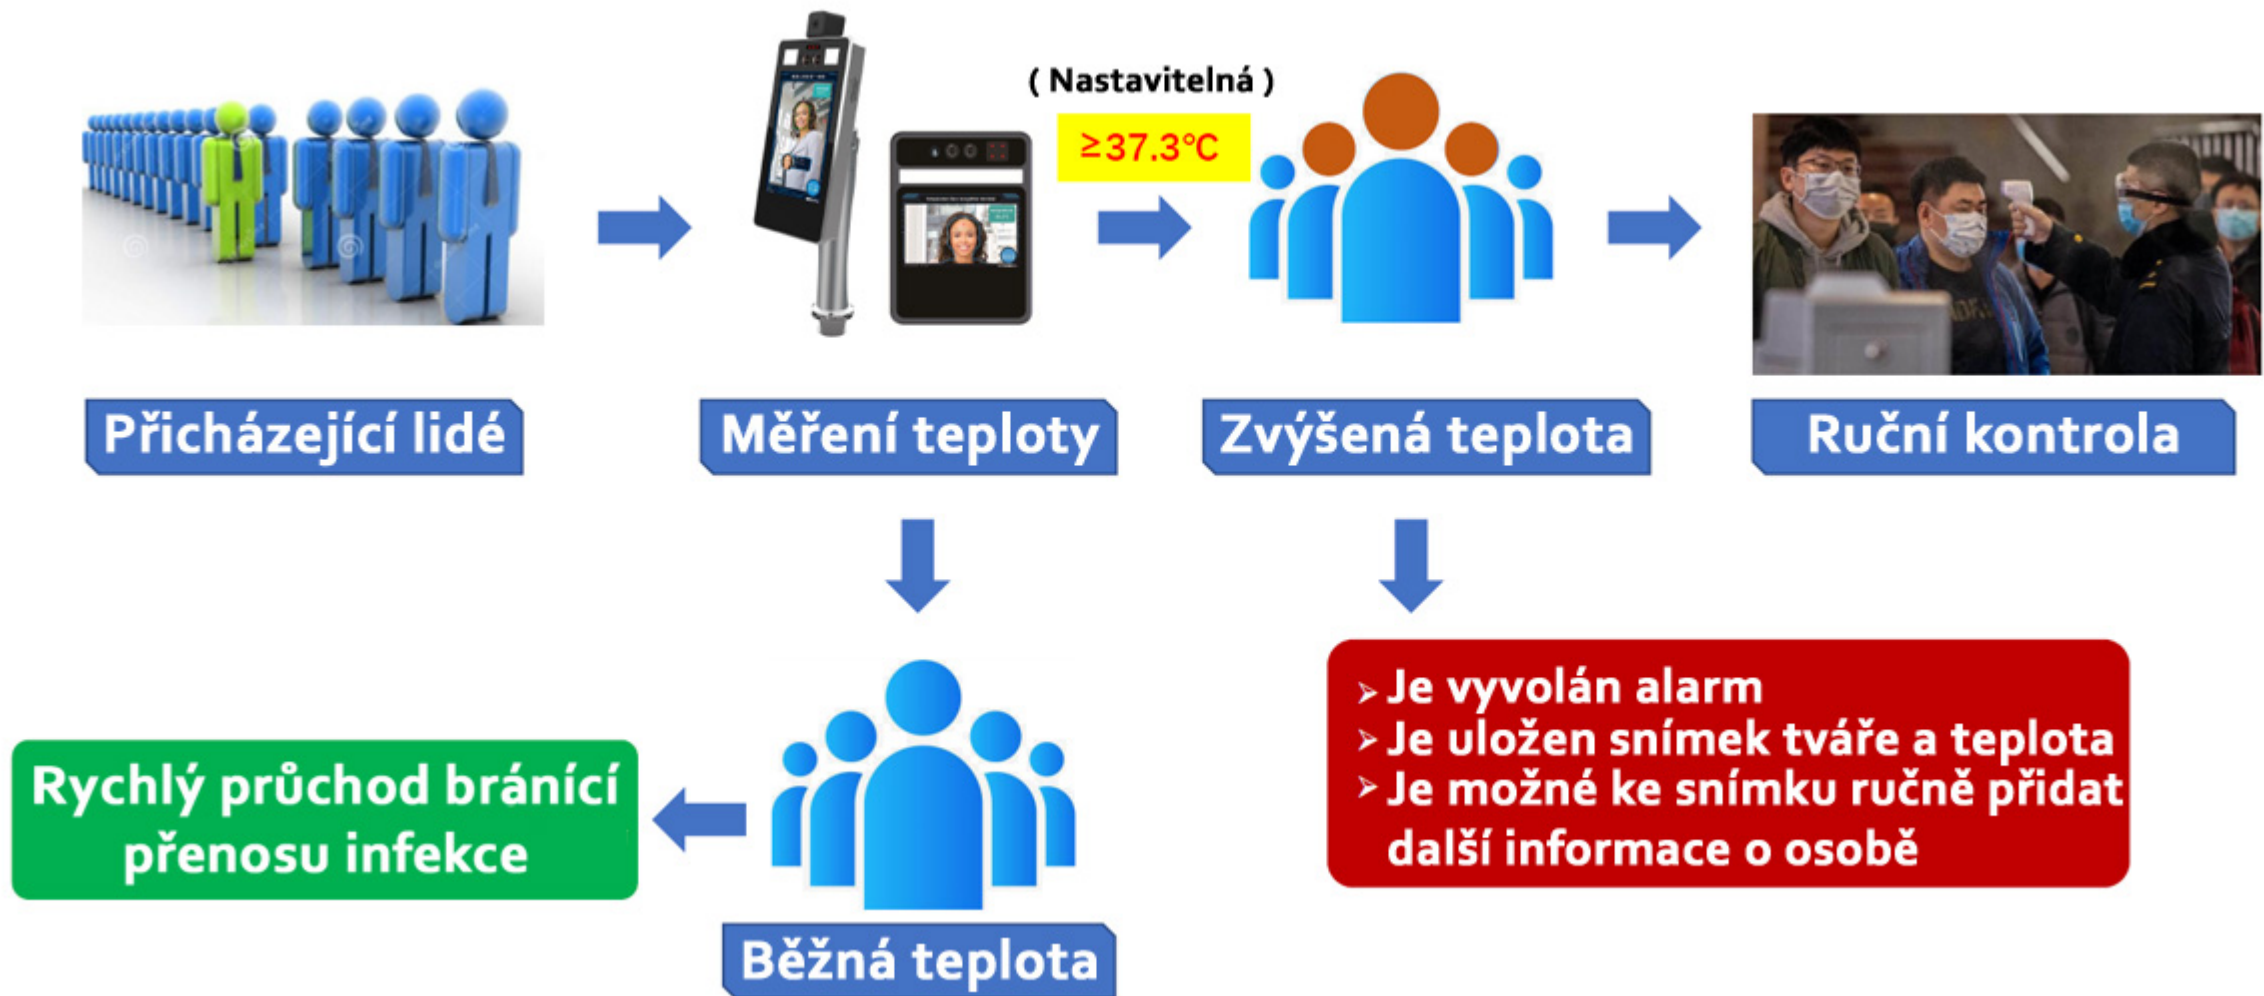 ( Nastavitelná )
≥37.3℃
Přicházející lidé
Měření teploty
Zvýšená teplota
Ruční kontrola
➢ Je vyvolán alarm
➢ Je uložen snímek tváře a teplota
➢ Je možné ke snímku ručně přidat
další informace o osobě
Rychlý průchod bránící
přenosu infekce
Běžná teplota